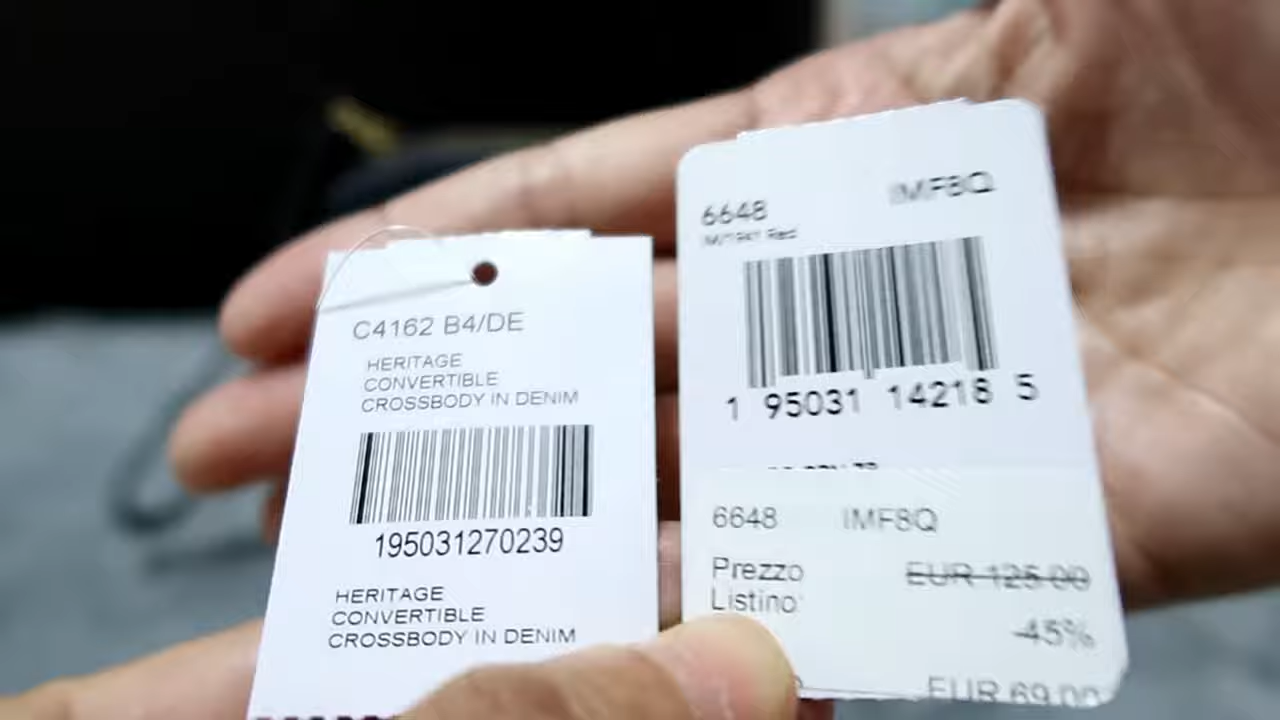 C4162 B4/DE
HERITAGE
CONVERTIBLE
CROSSBODY IN DENIM
195031270239
HERITAGE
CONVERTIBLE
CROSSBODY IN DENIM
6648 IMF8Q
Red
1 95031 14218 5
6648 IMF8Q
Prezzo EUR 125.00
Listino:
-45%
EUR 69.00